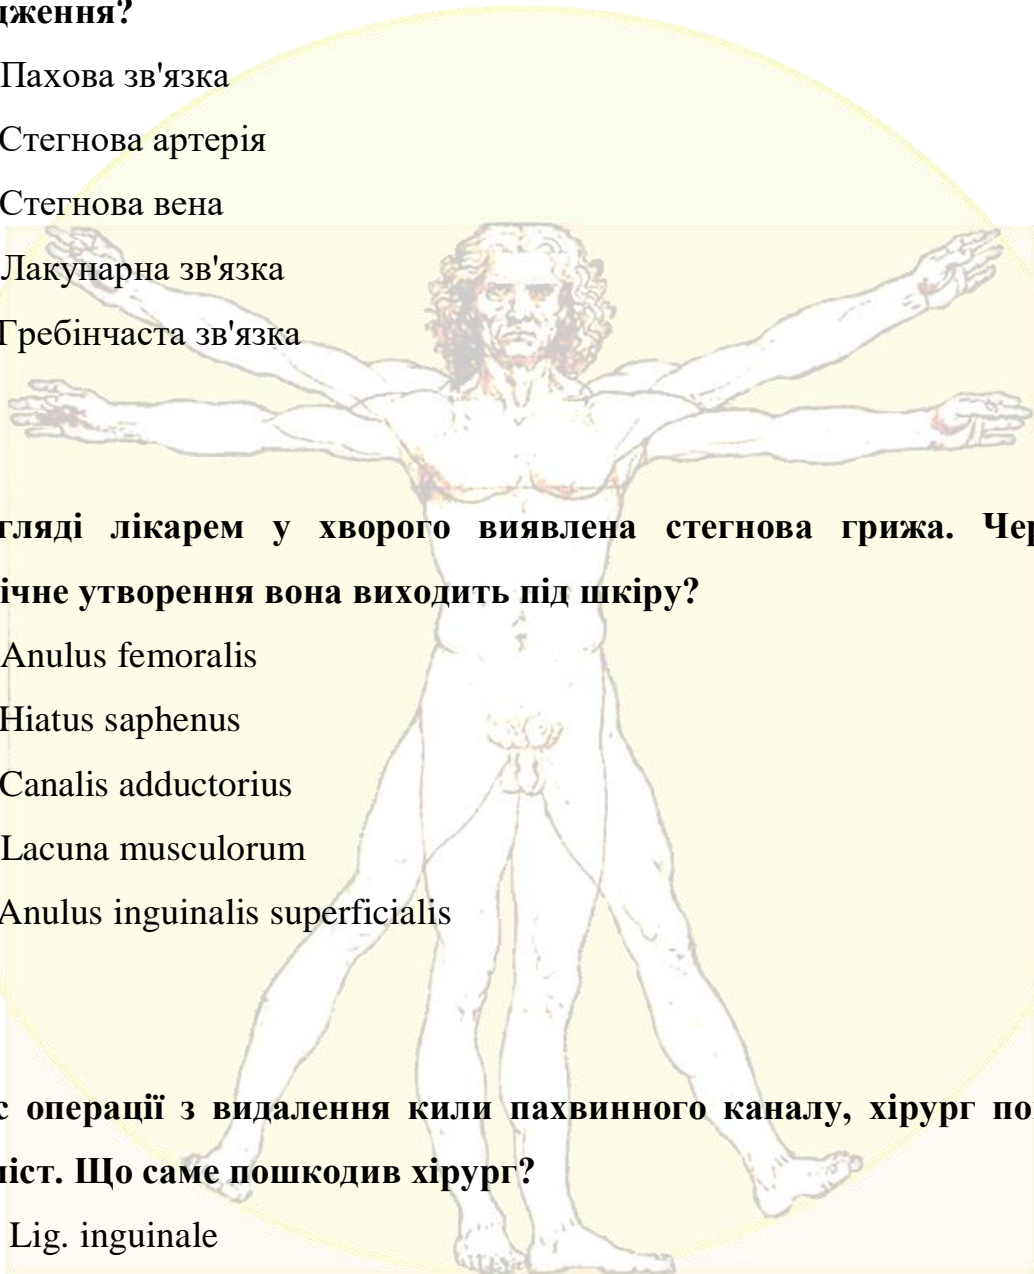 дження?
Пахова зв'язка
Стегнова артерія
Стегнова вена
Лакунарна зв'язка
Гребінчаста зв'язка
гляді лікарем у хворого виявлена стегнова грижа. Чер
ічне утворення вона виходить під шкіру?
Anulus femoralis
Hiatus saphenus
Canalis adductorius
Lacuna musculorum
Anulus inguinalis superficialis
с операції з видалення кили пахвинного каналу, хірург по
міст. Що саме пошкодив хірург?
Lig. inguinale